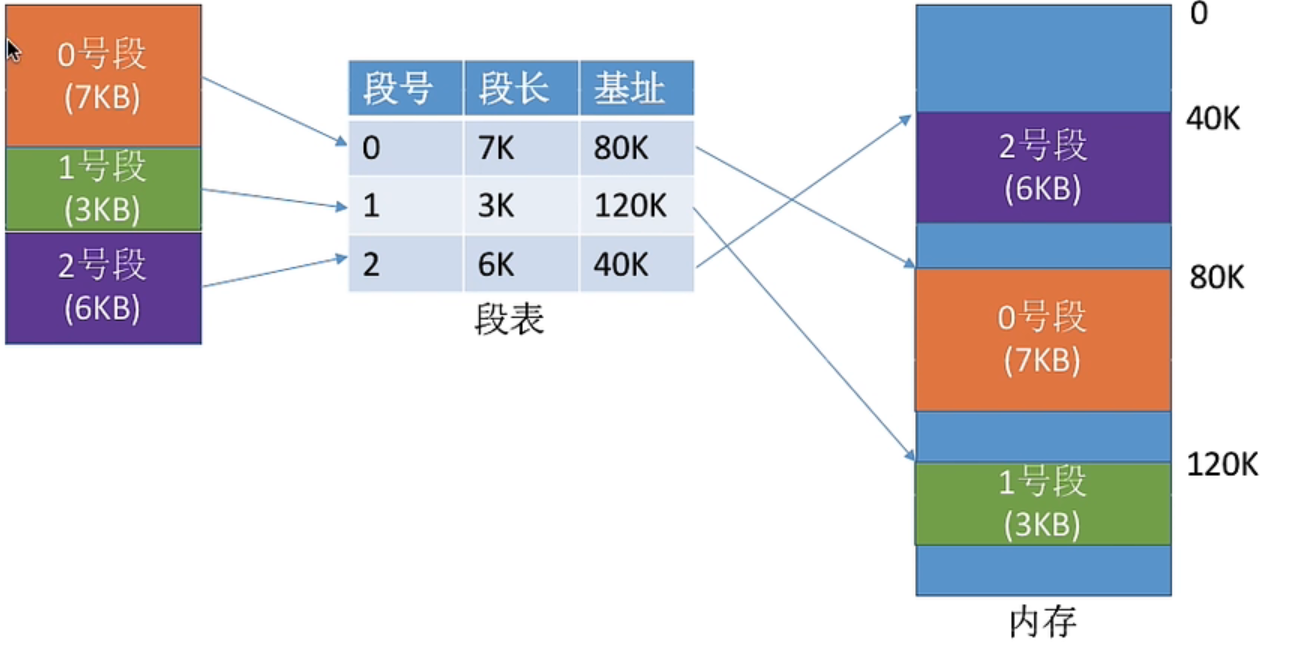 0号段
(7KB)
1号段
(3KB)
2号段
(6KB)
段号 段长 基址
0 7K 80K
1 3K 120K
2 6K 40K
段表
0
40K
2号段
(6KB)
80K
0号段
(7KB)
120K
1号段
(3KB)
内存